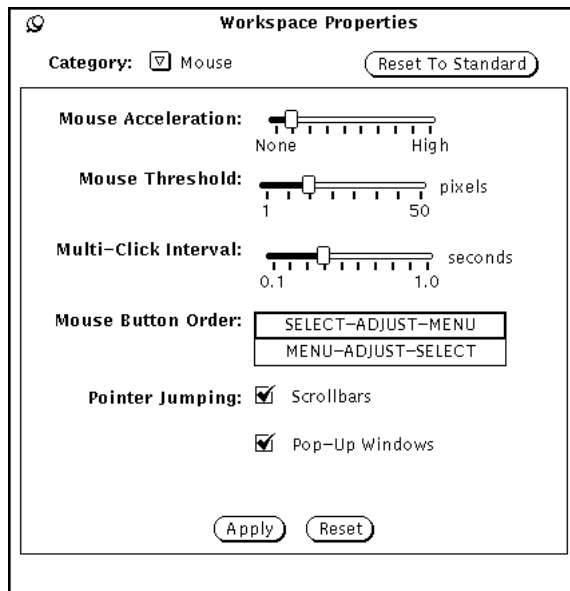 Workspace Properties
Category: Mouse Reset To Standard
Mouse Acceleration:
None High
Mouse Threshold: pixels
1 50
Multi-Click Interval: seconds
0.1 1.0
Mouse Button Order: SELECT-ADJUST-MENU
MENU-ADJUST-SELECT
Pointer Jumping: Scrollbars
Pop-Up Windows
Apply Reset